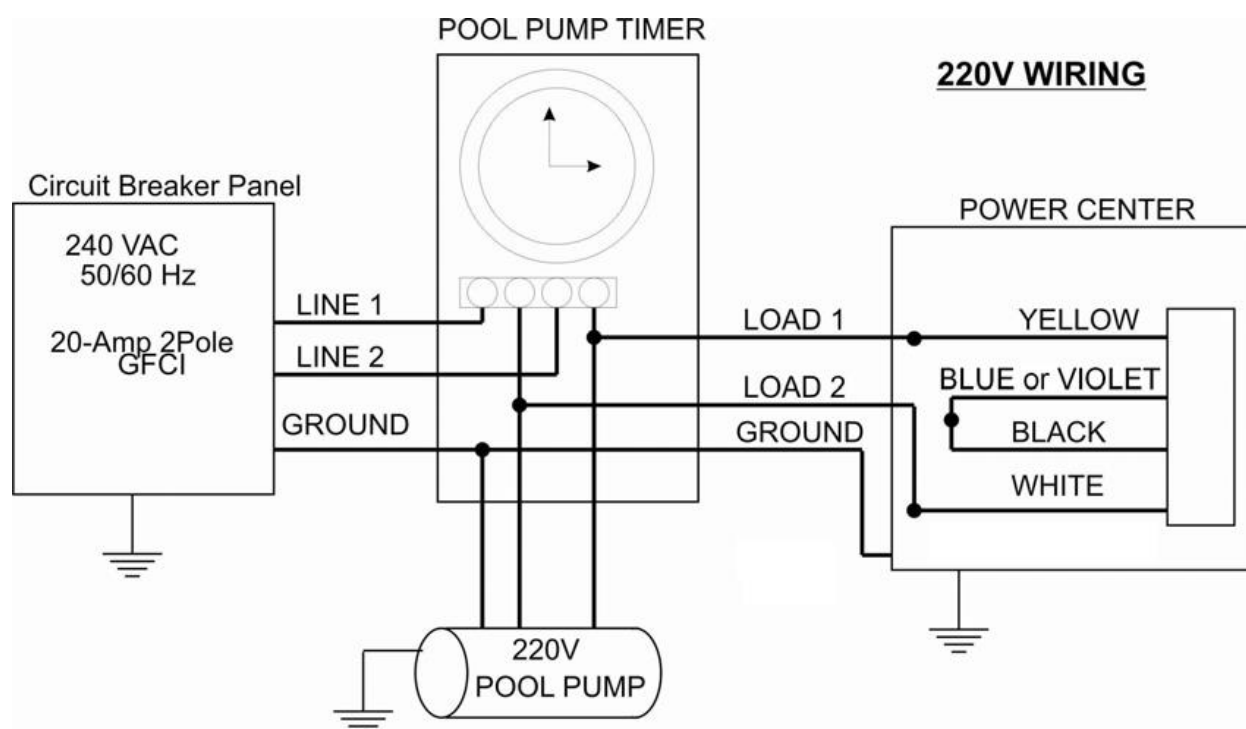 POOL PUMP TIMER
220V WIRING
Circuit Breaker Panel
240 VAC
50/60 Hz
20-Amp 2Pole
GFCI
LINE 1
LINE 2
GROUND
LOAD 1
LOAD 2
GROUND
POWER CENTER
YELLOW
BLUE or VIOLET
BLACK
WHITE
220V
POOL PUMP